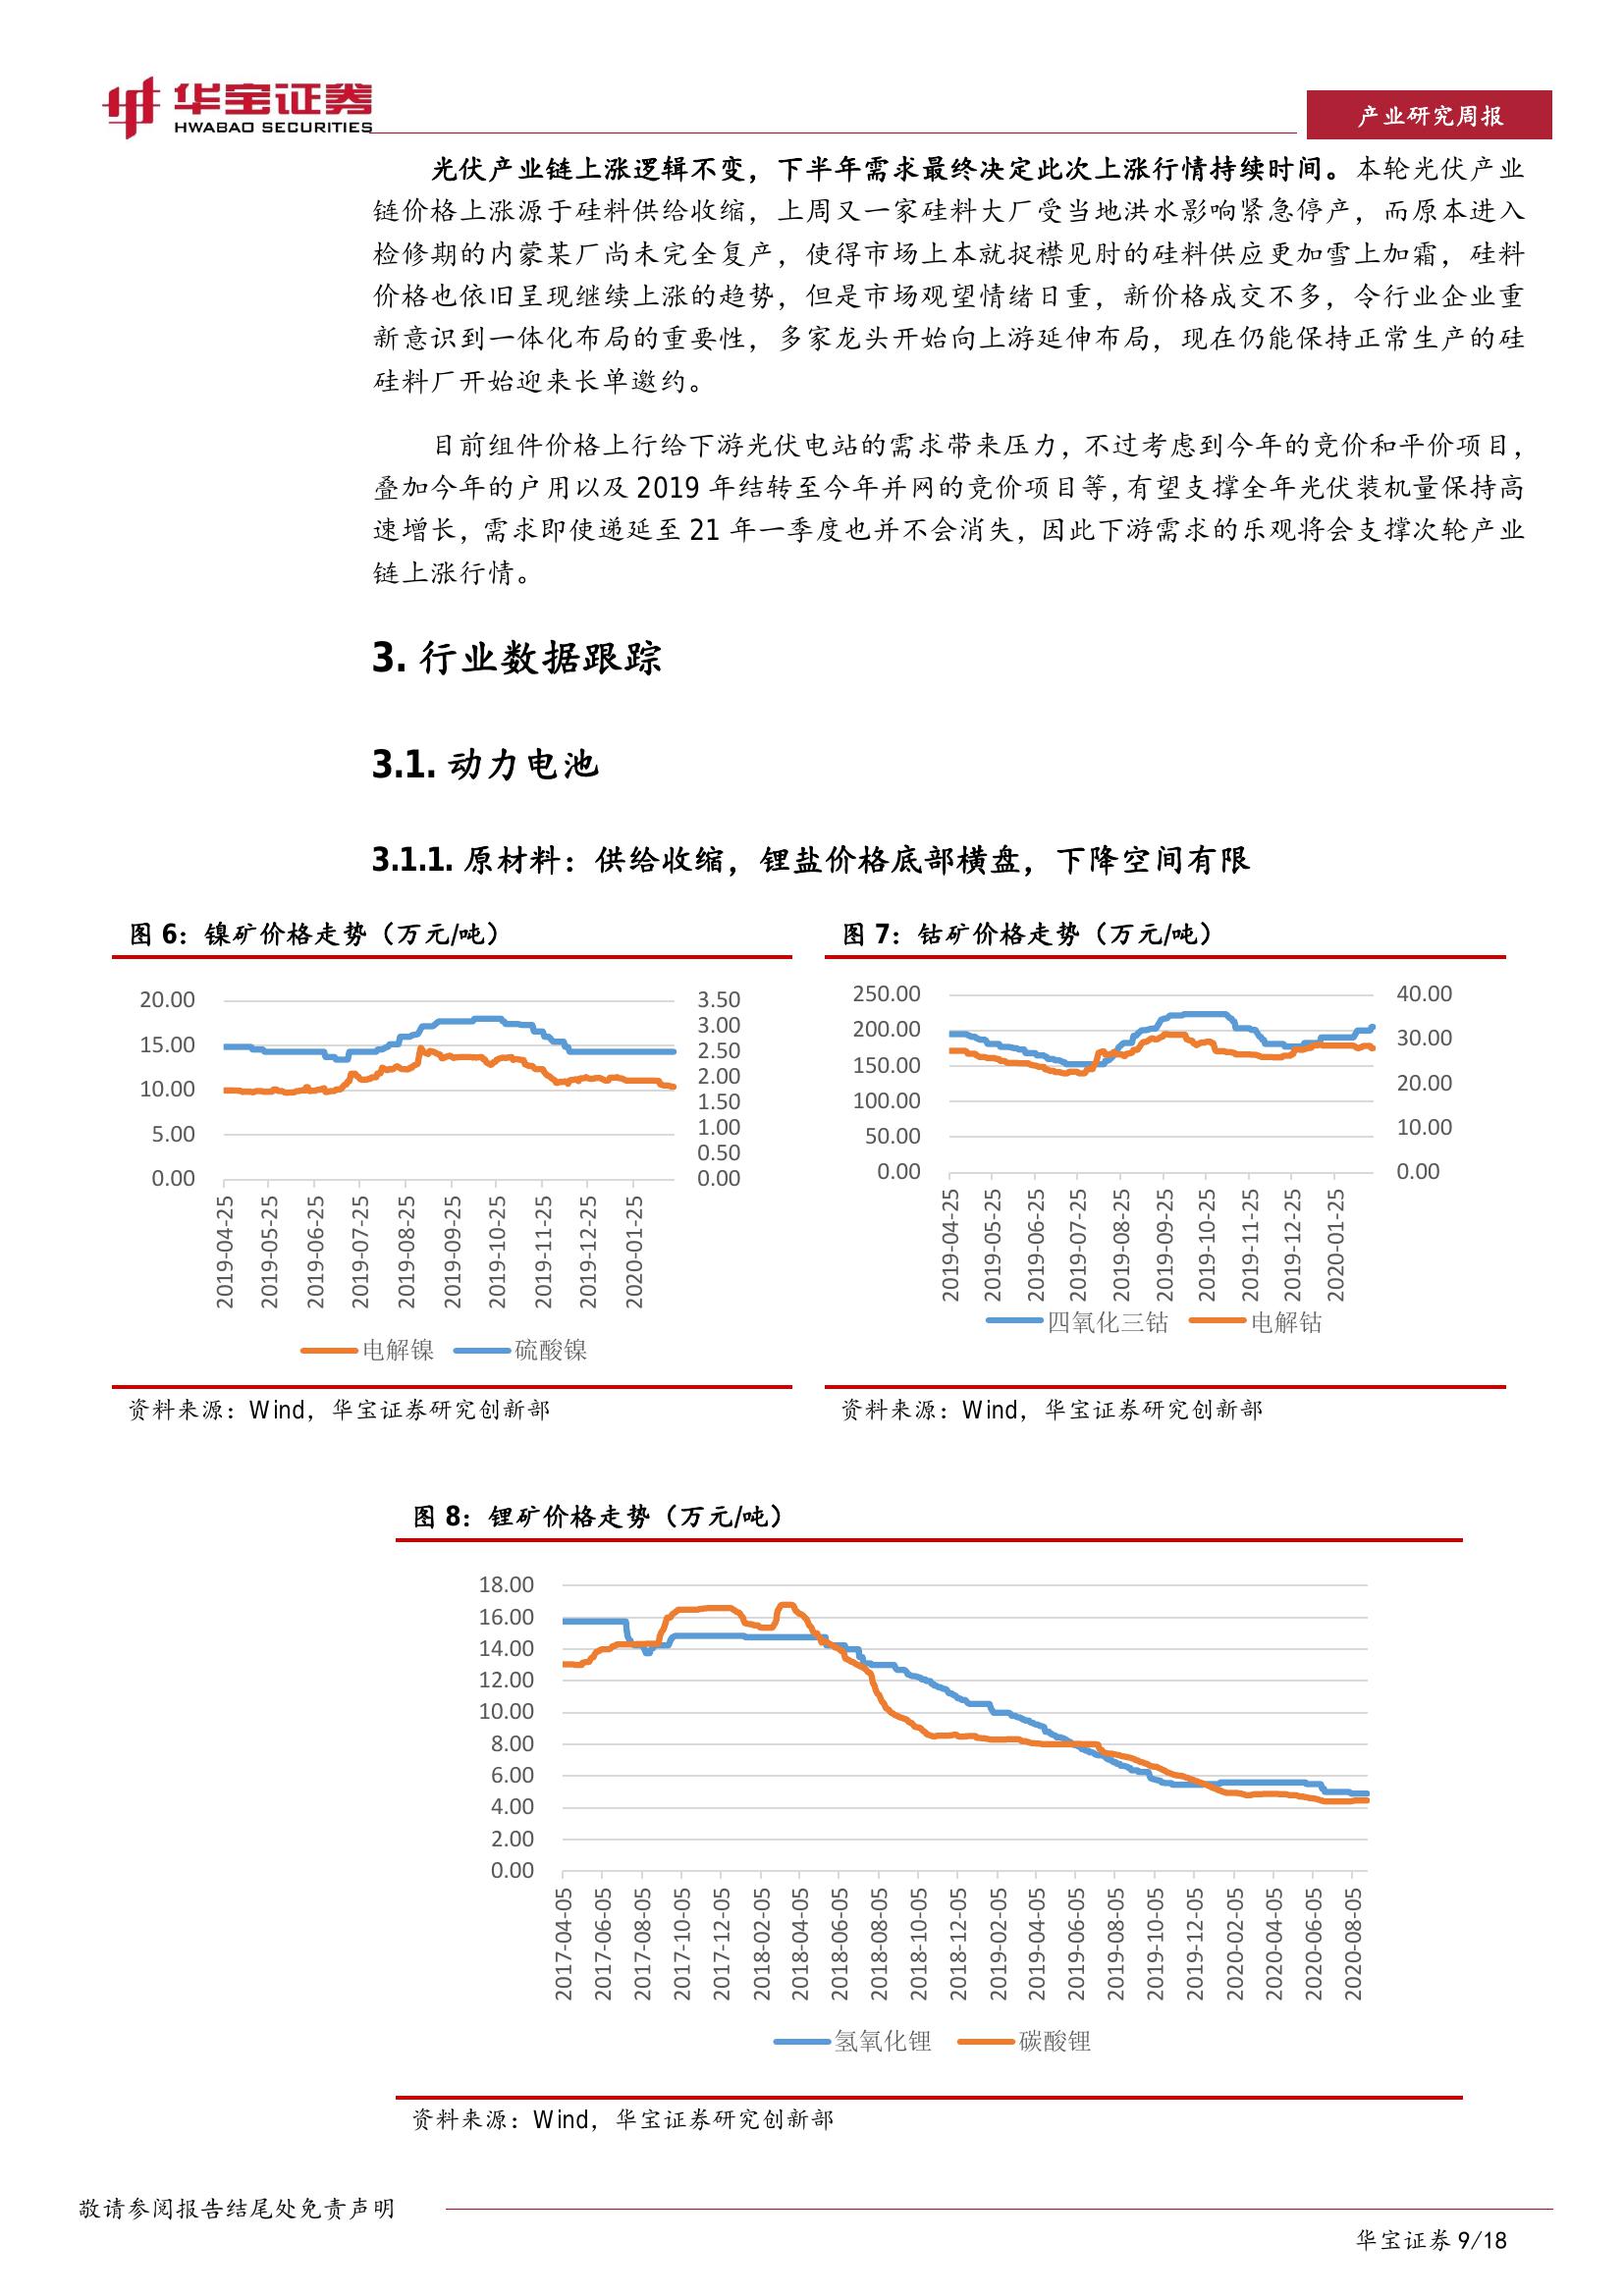 华宝证券
HWABAO SECURITIES
产业研究周报
光伏产业链上涨逻辑不变，下半年需求最终决定此次上涨行情持续时间。本轮光伏产业
链价格上涨源于硅料供给收缩，上周又一家硅料大厂受当地洪水影响紧急停产，而原本进入
检修期的内蒙某厂尚未完全复产，使得市场上本就捉襟见肘的硅料供应更加雪上加霜，硅料
价格也依旧呈现继续上涨的趋势，但是市场观望情绪日重，新价格成交不多，令行业企业重
新意识到一体化布局的重要性，多家龙头开始向上游延伸布局，现在仍能保持正常生产的硅
硅料厂开始迎来长单邀约。
目前组件价格上行给下游光伏电站的需求带来压力，不过考虑到今年的竞价和平价项目，
叠加今年的户用以及 2019 年结转至今年并网的竞价项目等，有望支撑全年光伏装机量保持高
速增长，需求即使递延至 21 年一季度也并不会消失，因此下游需求的乐观将会支撑次轮产业
链上涨行情。
3. 行业数据跟踪
3.1. 动力电池
3.1.1. 原材料：供给收缩，锂盐价格底部横盘，下降空间有限
图 6：镍矿价格走势（万元/吨）
20.00
15.00
10.00
5.00
0.00
3.50
3.00
2.50
2.00
1.50
1.00
0.50
0.00
2019-04-25
2019-05-25
2019-06-25
2019-07-25
2019-08-25
2019-09-25
2019-10-25
2019-11-25
2019-12-25
2020-01-25
电解镍 硫酸镍
资料来源：Wind，华宝证券研究创新部
图 7：钴矿价格走势（万元/吨）
250.00
200.00
150.00
100.00
50.00
0.00
40.00
30.00
20.00
10.00
0.00
2019-04-25
2019-05-25
2019-06-25
2019-07-25
2019-08-25
2019-09-25
2019-10-25
2019-11-25
2019-12-25
2020-01-25
四氧化三钴 电解钴
资料来源：Wind，华宝证券研究创新部
图 8：锂矿价格走势（万元/吨）
18.00
16.00
14.00
12.00
10.00
8.00
6.00
4.00
2.00
0.00
2017-04-05
2017-06-05
2017-08-05
2017-10-05
2017-12-05
2018-02-05
2018-04-05
2018-06-05
2018-08-05
2018-10-05
2018-12-05
2019-02-05
2019-04-05
2019-06-05
2019-08-05
2019-10-05
2019-12-05
2020-02-05
2020-04-05
2020-06-05
2020-08-05
氢氧化锂 碳酸锂
资料来源：Wind，华宝证券研究创新部
敬请参阅报告结尾处免责声明
华宝证券 9/18